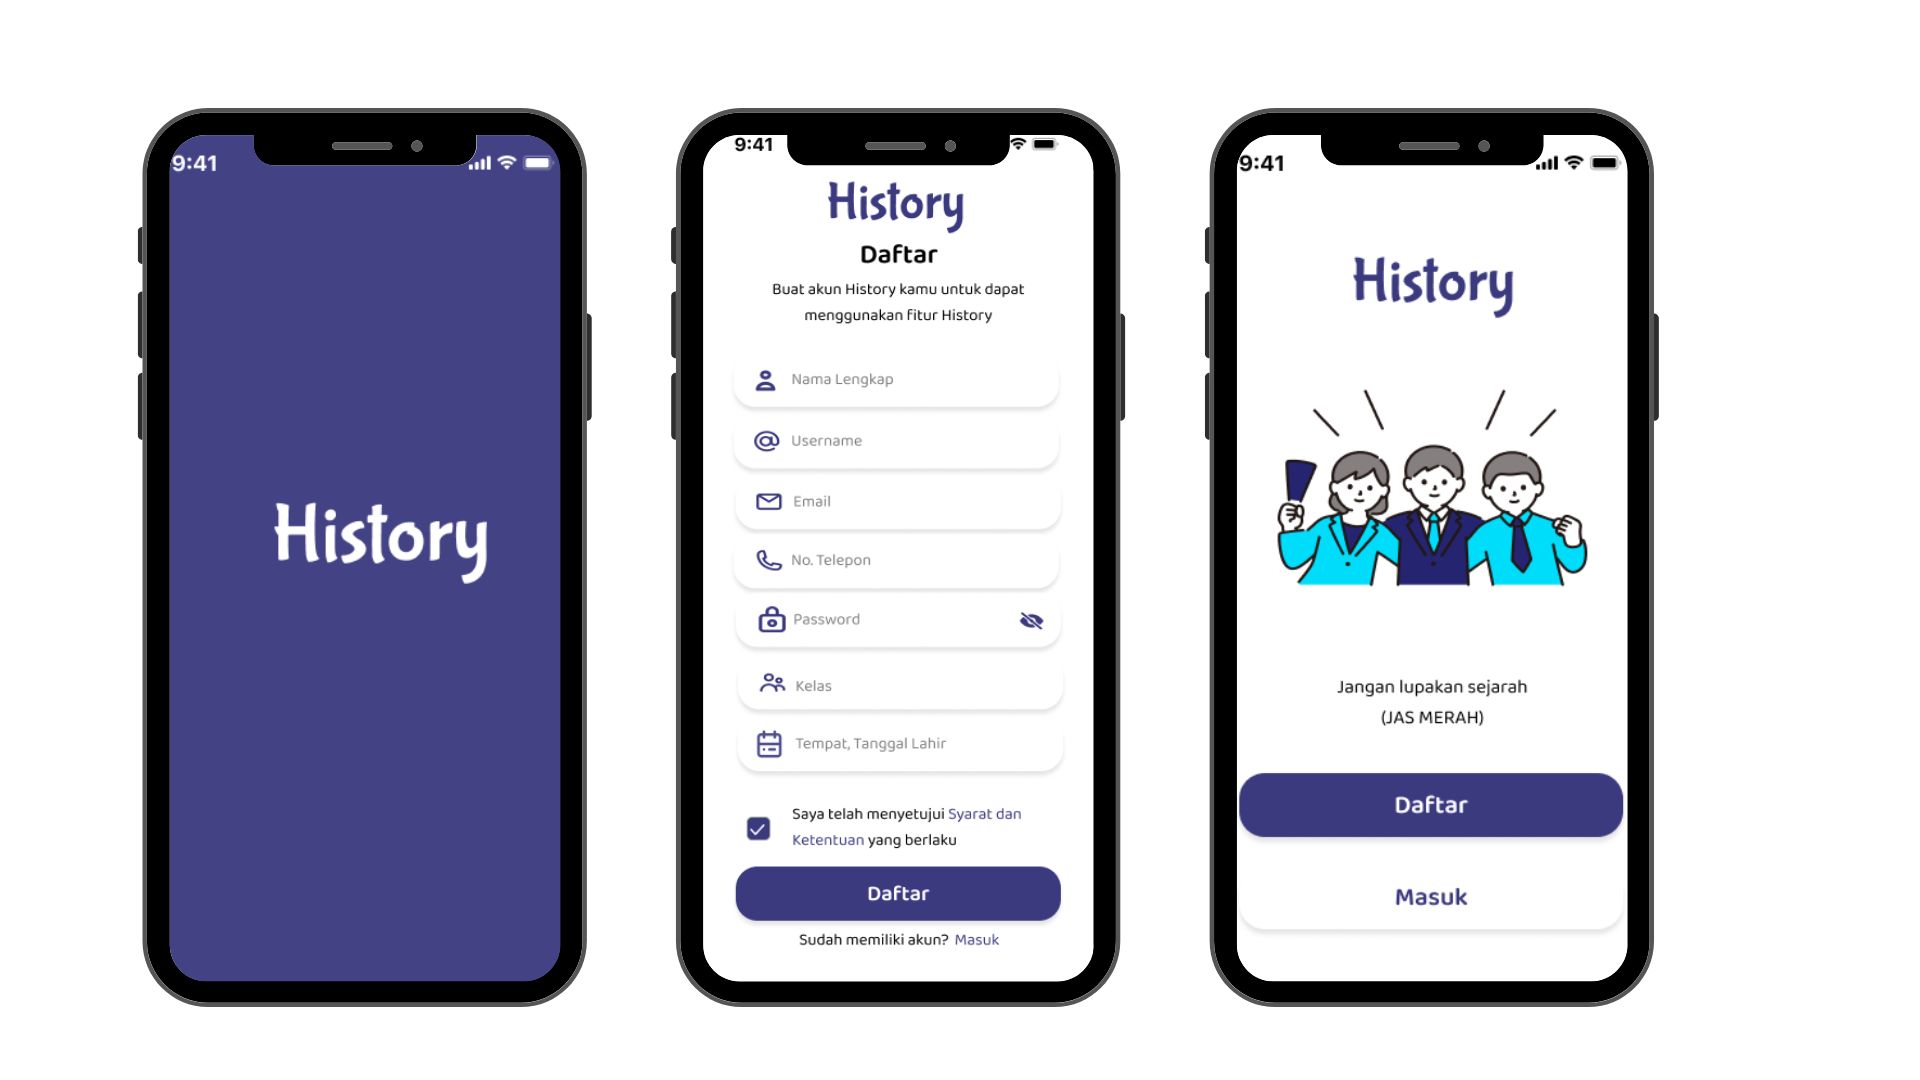 9:41
History
9:41
History
Daftar
Buat akun History kamu untuk dapat
menggunakan fitur History
Nama Lengkap
Username
Email
No. Telepon
Password
Kelas
Tempat, Tanggal Lahir
Saya telah menyetujui Syarat dan
Ketentuan yang berlaku
Daftar
Sudah memiliki akun? Masuk
9:41
History
Jangan lupakan sejarah
(JAS MERAH)
Daftar
Masuk